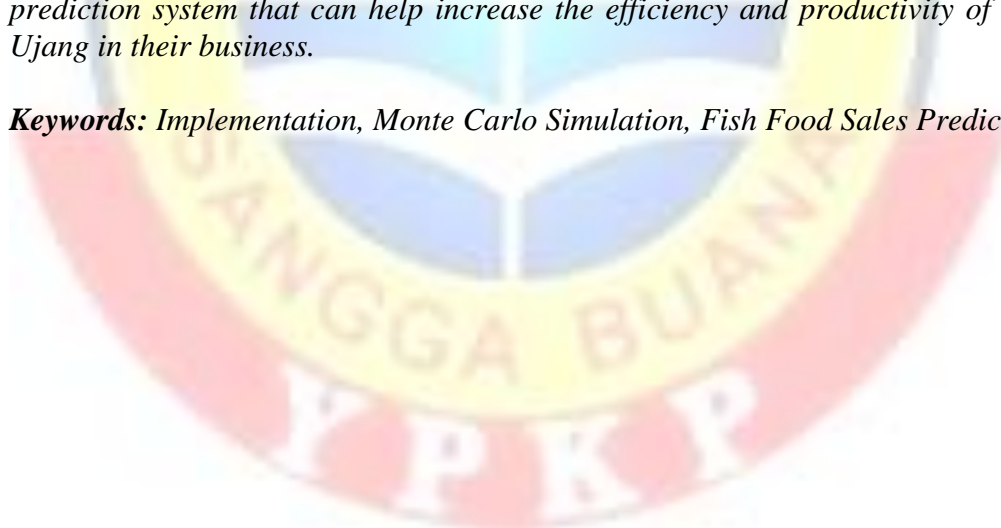 prediction system that can help increase the efficiency and productivity of
Ujang in their business.
Keywords: Implementation, Monte Carlo Simulation, Fish Food Sales Predic
SANGGA BUANA
YPKP